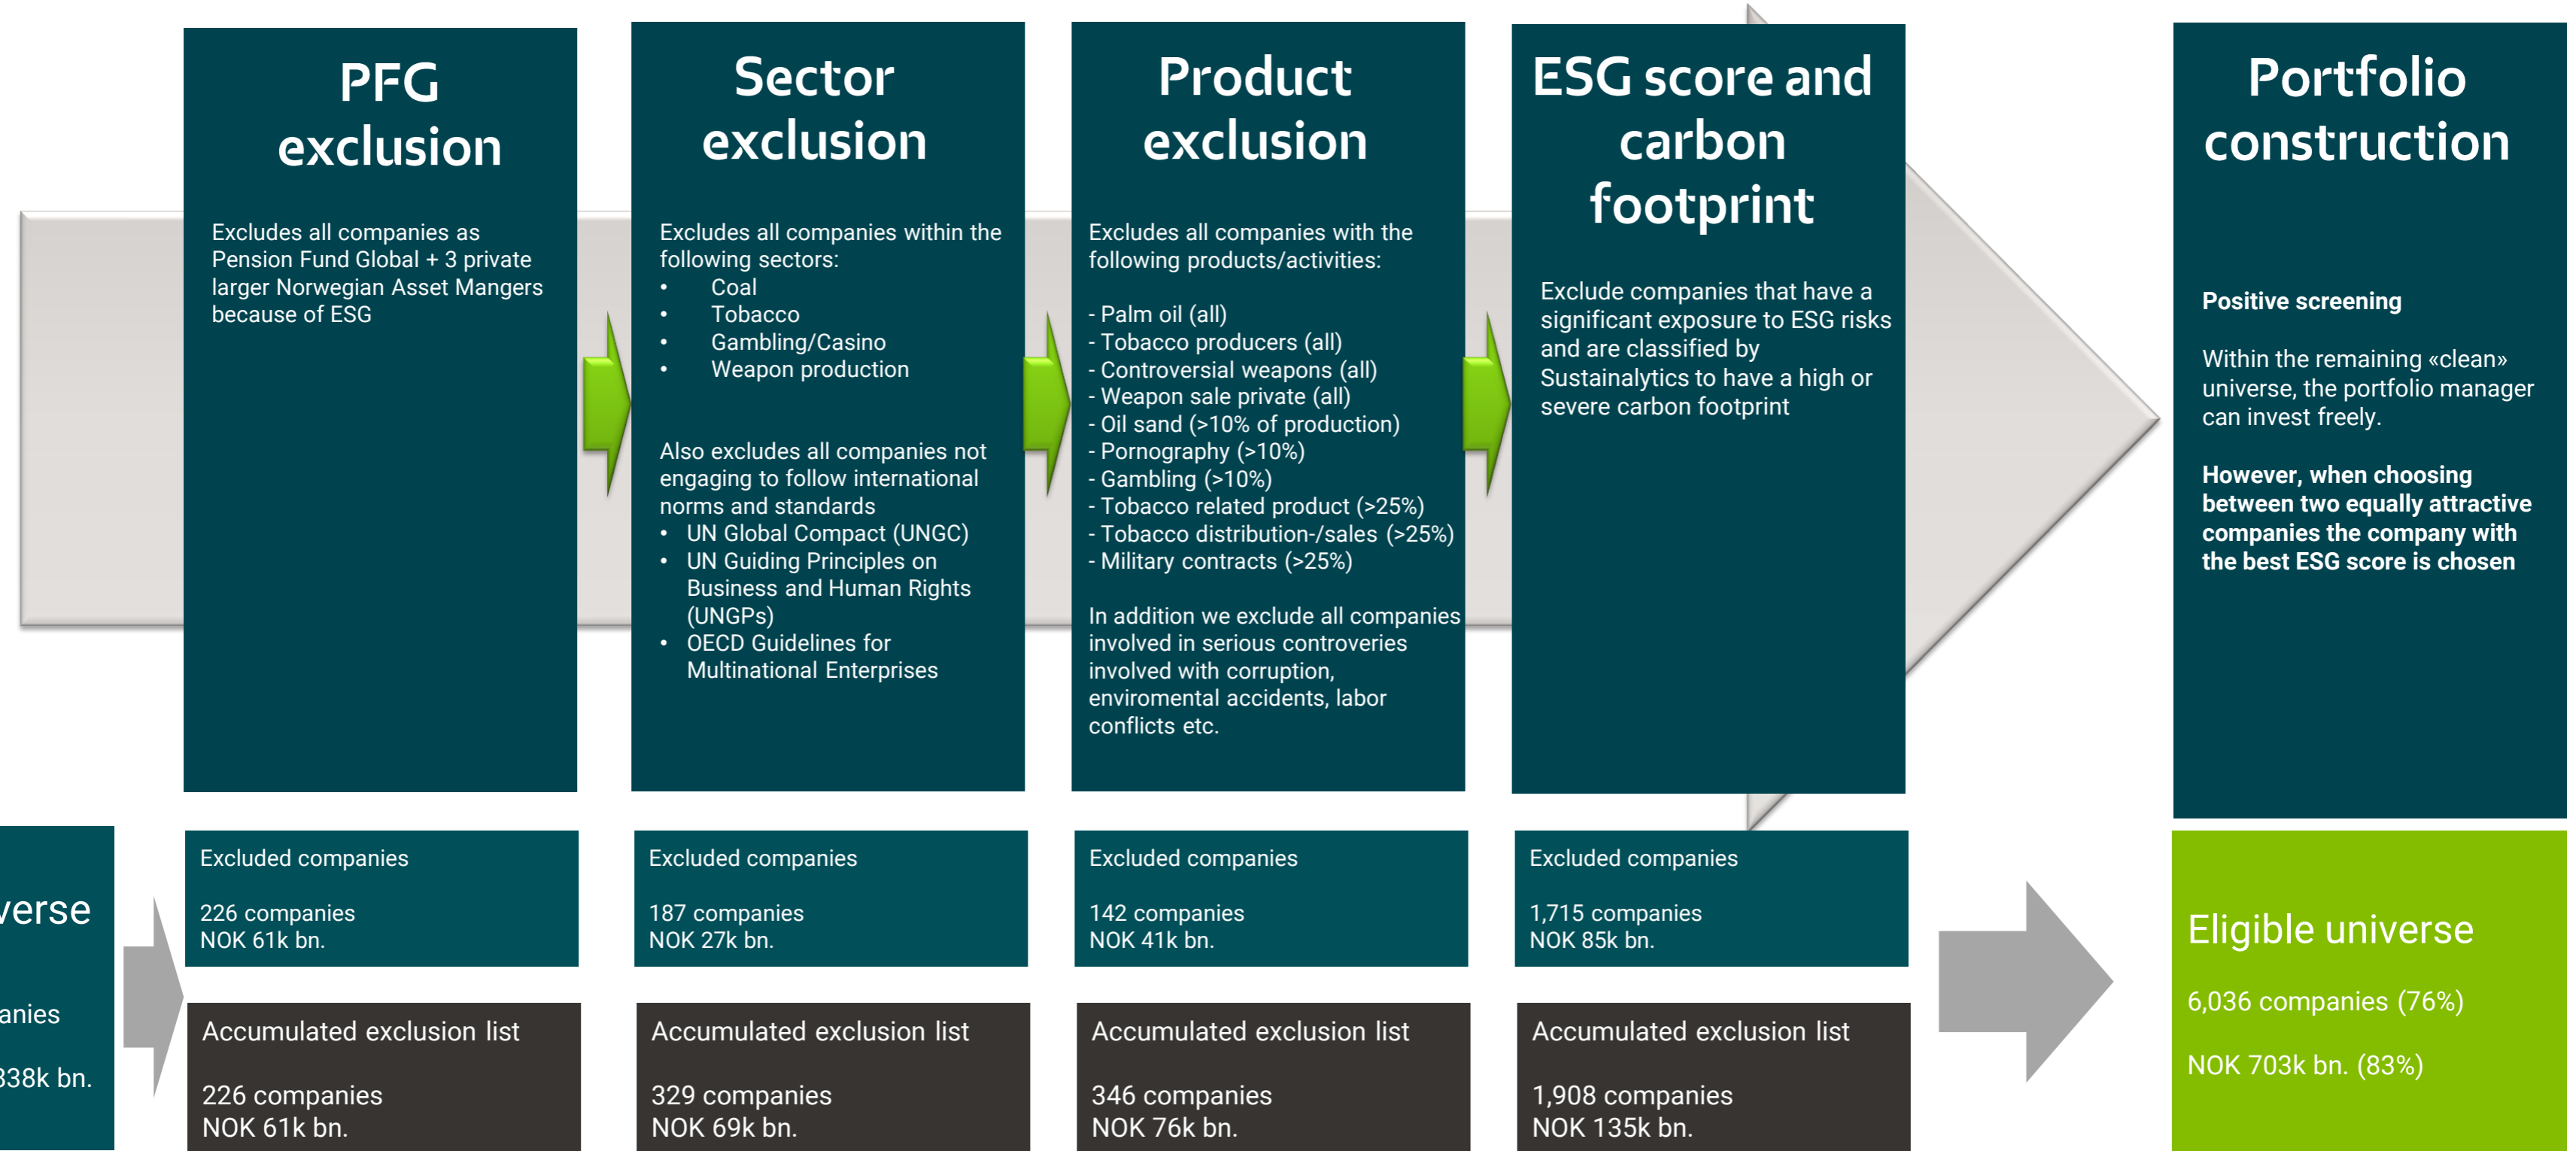 PFG
exclusion
Excludes all companies as
Pension Fund Global + 3 private
larger Norwegian Asset Mangers
because of ESG
Sector
exclusion
Excludes all companies within the
following sectors:
• Coal
• Tobacco
• Gambling/Casino
• Weapon production
Also excludes all companies not
engaging to follow international
norms and standards
• UN Global Compact (UNGC)
• UN Guiding Principles on
Business and Human Rights
(UNGPs)
• OECD Guidelines for
Multinational Enterprises
Product
exclusion
Excludes all companies with the
following products/activities:
- Palm oil (all)
- Tobacco producers (all)
- Controversial weapons (all)
- Weapon sale private (all)
- Oil sand (>10% of production)
- Pornography (>10%)
- Gambling (>10%)
- Tobacco related product (>25%)
- Tobacco distribution-/sales (>25%)
- Military contracts (>25%)
In addition we exclude all companies
involved in serious controveries
involved with corruption,
enviromental accidents, labor
conflicts etc.
ESG score and
carbon
footprint
Exclude companies that have a
significant exposure to ESG risks
and are classified by
Sustainalytics to have a high or
severe carbon footprint
Portfolio
construction
Positive screening
Within the remaining «clean»
universe, the portfolio manager
can invest freely.
However, when choosing
between two equally attractive
companies the company with
the best ESG score is chosen
verse
anies
838k bn.
Excluded companies
226 companies
NOK 61k bn.
Accumulated exclusion list
226 companies
NOK 61k bn.
Excluded companies
187 companies
NOK 27k bn.
Accumulated exclusion list
329 companies
NOK 69k bn.
Excluded companies
142 companies
NOK 41k bn.
Accumulated exclusion list
346 companies
NOK 76k bn.
Excluded companies
1,715 companies
NOK 85k bn.
Accumulated exclusion list
1,908 companies
NOK 135k bn.
Eligible universe
6,036 companies (76%)
NOK 703k bn. (83%)